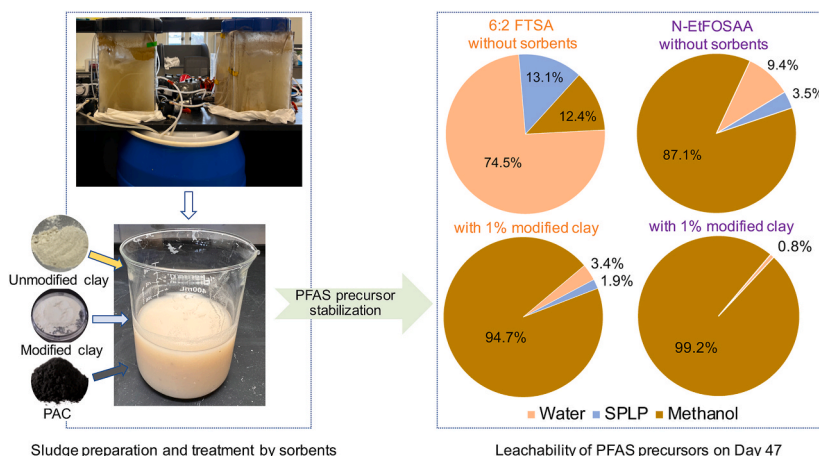 Unmodified clay
Modified clay
PAC
400mL
Sludge preparation and treatment by sorbents
PFAS precursor
stabilization
6:2 FTSA
without sorbents
13.1%
12.4%
74.5%
N-EtFOSAA
without sorbents
9.4%
3.5%
87.1%
with 1% modified clay
3.4%
1.9%
94.7%
with 1% modified clay
0.8%
99.2%
Water SPLP Methanol
Leachability of PFAS precursors on Day 47